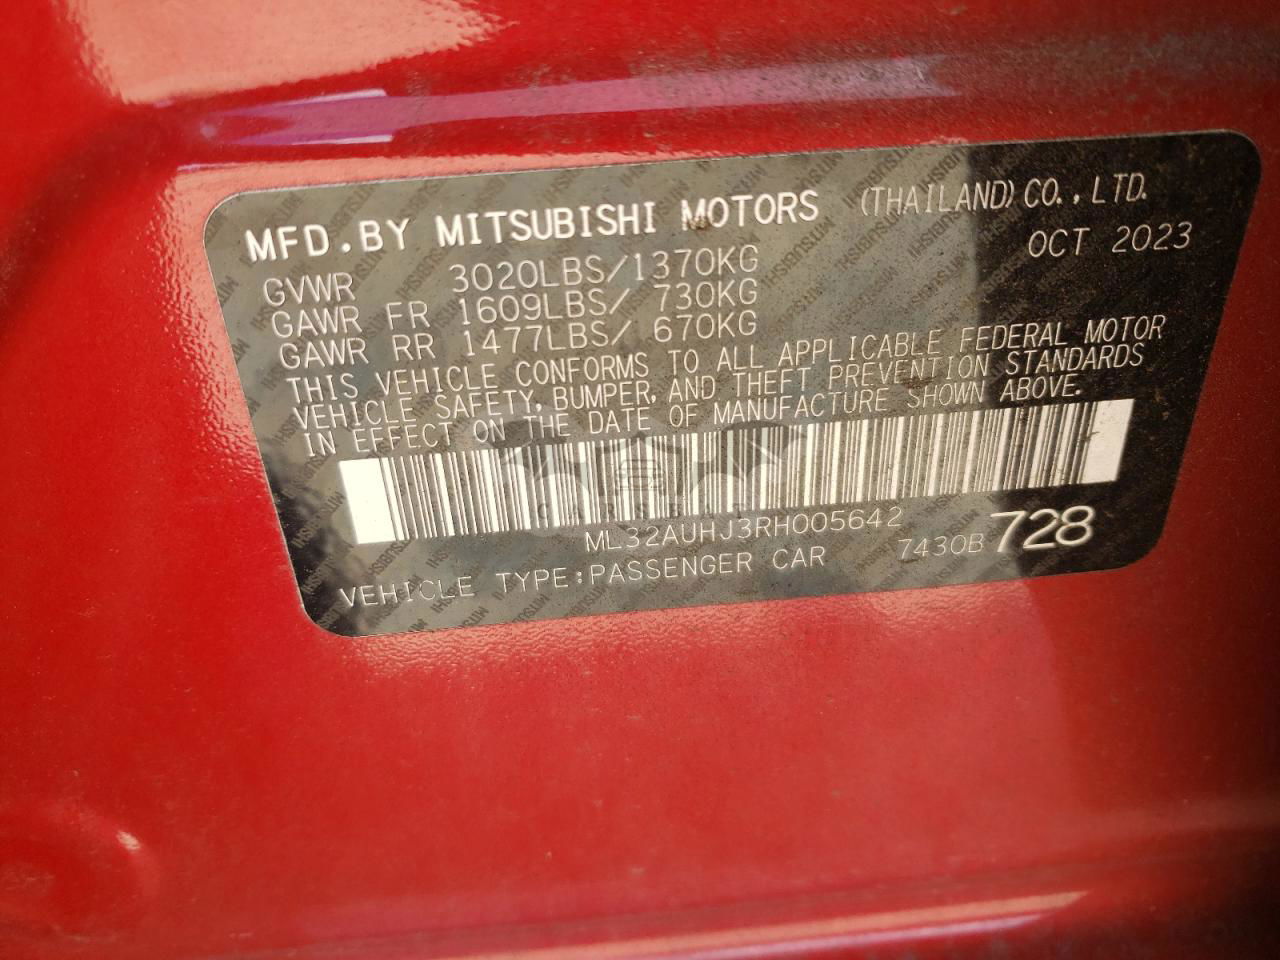 MFD.BY MITSUBISHI MOTORS (THAILAND) CO., LTD.
OCT 2023
GVWR 3020LBS/1370KG
GAWR FR 1609LBS/ 730KG
GAWR RR 1477LBS/ 670KG
THIS VEHICLE CONFORMS TO ALL APPLICABLE FEDERAL MOTOR
VEHICLE SAFETY, BUMPER, AND THEFT PREVENTION STANDARDS
IN EFFECT ON THE DATE OF MANUFACTURE SHOWN ABOVE.
ML32AUHJ3RH005642
VEHICLE TYPE:PASSENGER CAR 7430B 728